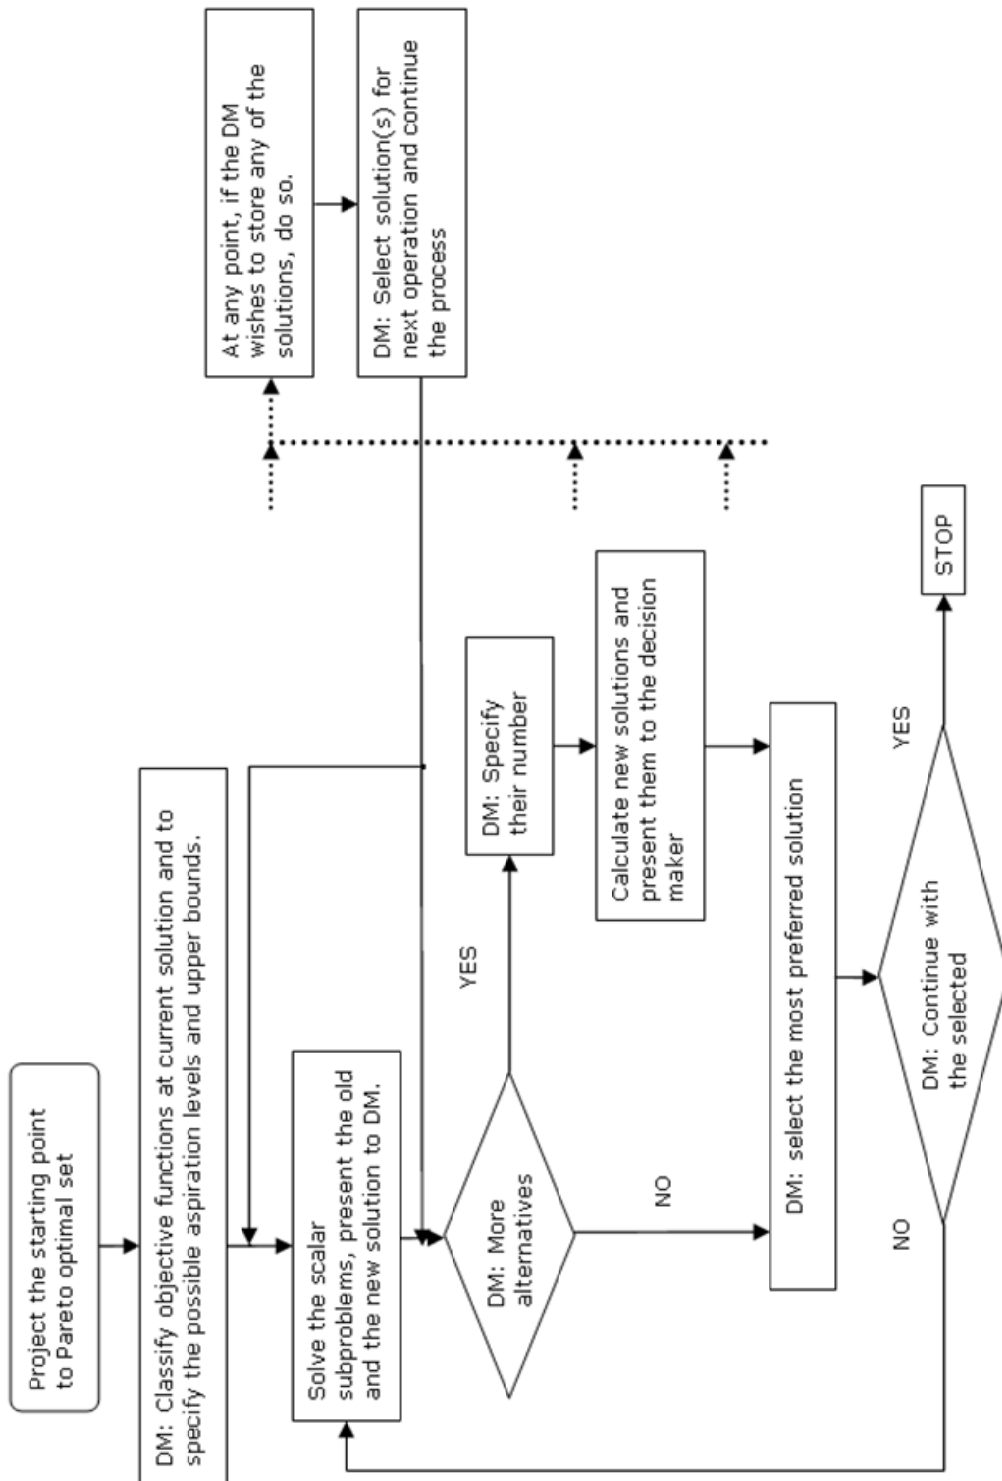 Project the starting point
to Pareto optimal set
DM: Classify objective functions at current solution and to
specify the possible aspiration levels and upper bounds.
At any point, if the DM
wishes to store any of the
solutions, do so.
Solve the scalar
subproblems, present the old
and the new solution to DM.
DM: Select solution(s) for
next operation and continue
the process
DM: More
alternatives
YES
DM: Specify
their number
Calculate new solutions and
present them to the decision
maker
NO
DM: select the most preferred solution
DM: Continue with
the selected
NO
YES
STOP